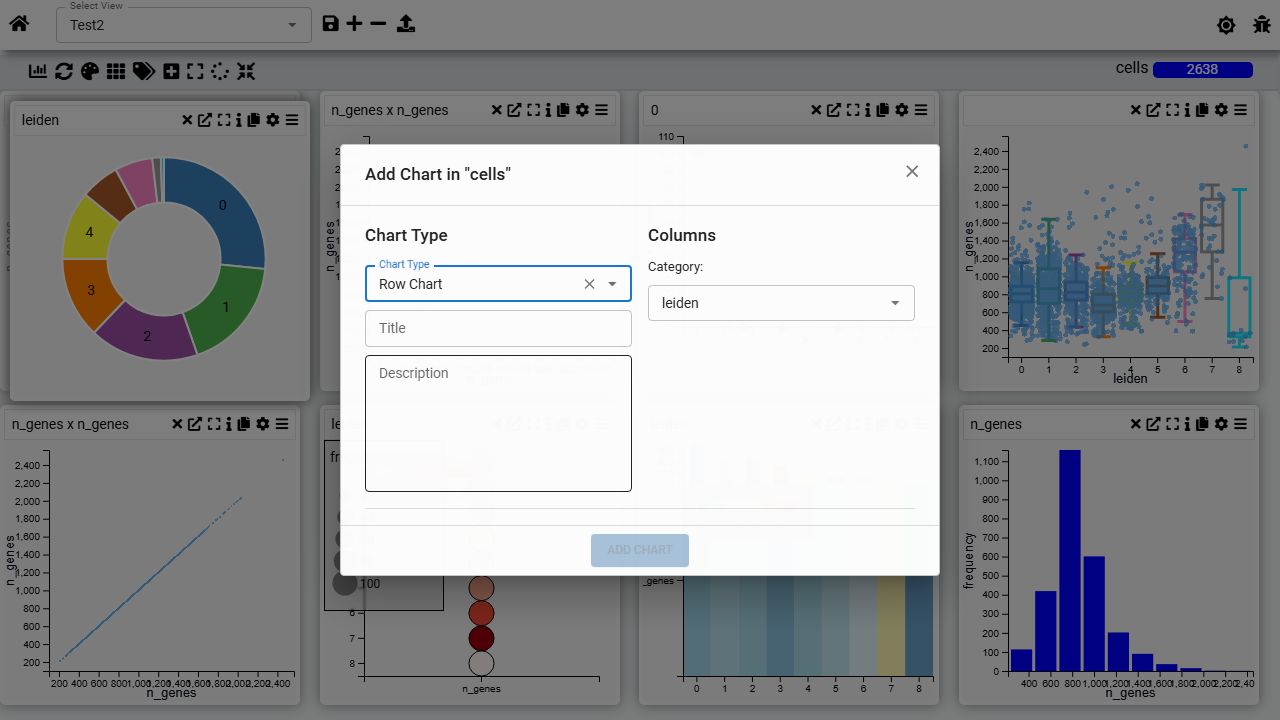 Select View
Test2
cells 2638
leiden
0
1
2
3
4
n_genes x n_genes
0
110
2,400
2,200
2,000
1,800
1,600
1,400
1,200
1,000
800
600
400
200
n_genes
0 1 2 3 4 5 6 7 8
leiden
Add Chart in "cells"
Chart Type
Chart Type
Row Chart
Title
Description
Columns
Category:
leiden
ADD CHART
n_genes x n_genes
2,400
2,200
2,000
1,800
1,600
1,400
1,200
1,000
800
600
400
200
n_genes
200 400 600 800 1,000 1,200 1,400 1,600 1,800 2,000 2,200 2,400
n_genes
100
6
7
8
n_genes
_genes
0 1 2 3 4 5 6 7 8
n_genes
1,100
1,000
900
800
700
600
500
400
300
200
100
0
frequency
400 600 800 1,000 1,200 1,400 1,600 1,800 2,000 2,200 2,40
n_genes